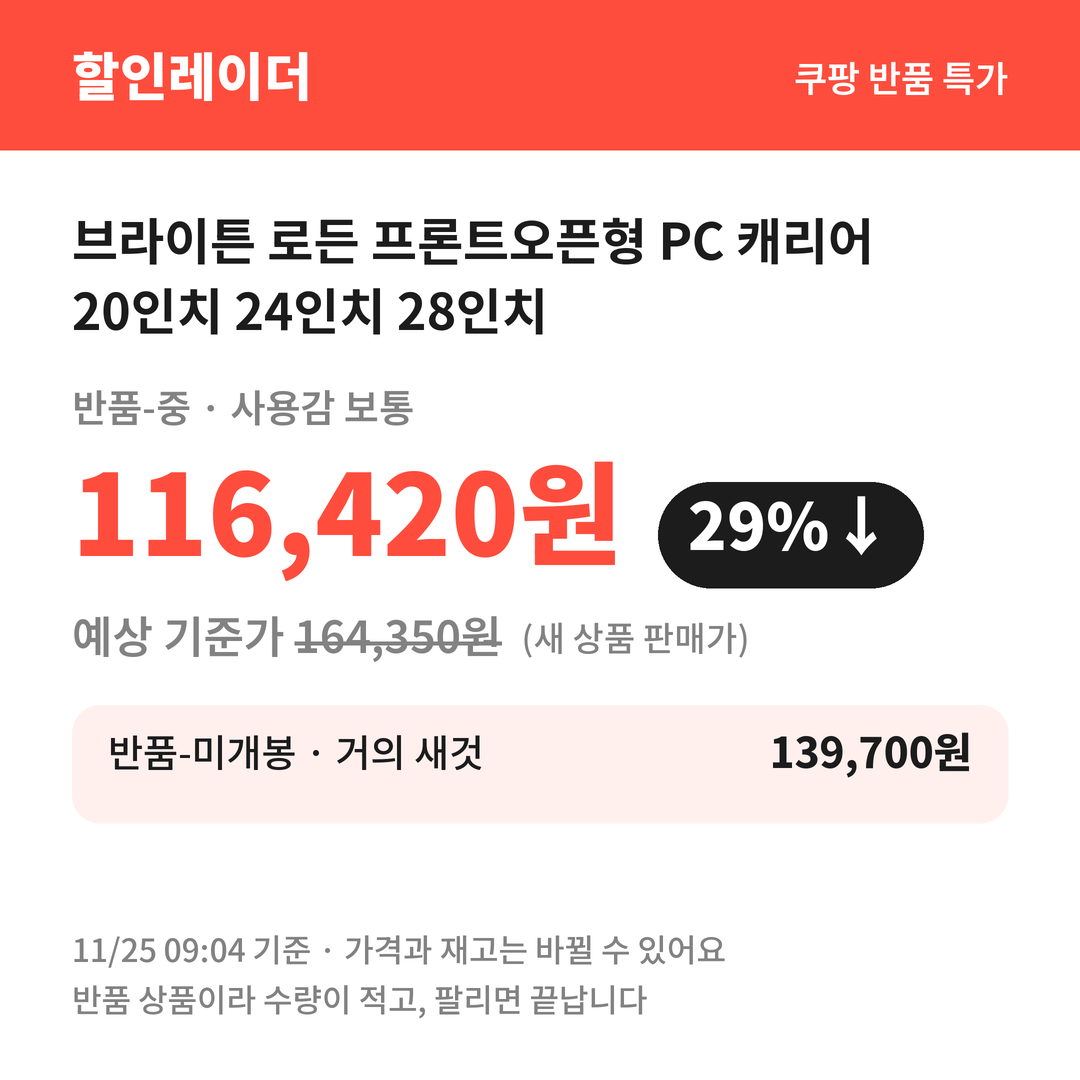 할인레이더
쿠팡 반품 특가
브라이튼 로든 프론트오픈형 PC 캐리어
20인치 24인치 28인치
반품-중 · 사용감 보통
116,420원 29%↓
예상 기준가 164,350원 (새 상품 판매가)
반품-미개봉 · 거의 새것 139,700원
11/25 09:04 기준 · 가격과 재고는 바뀔 수 있어요
반품 상품이라 수량이 적고, 팔리면 끝납니다